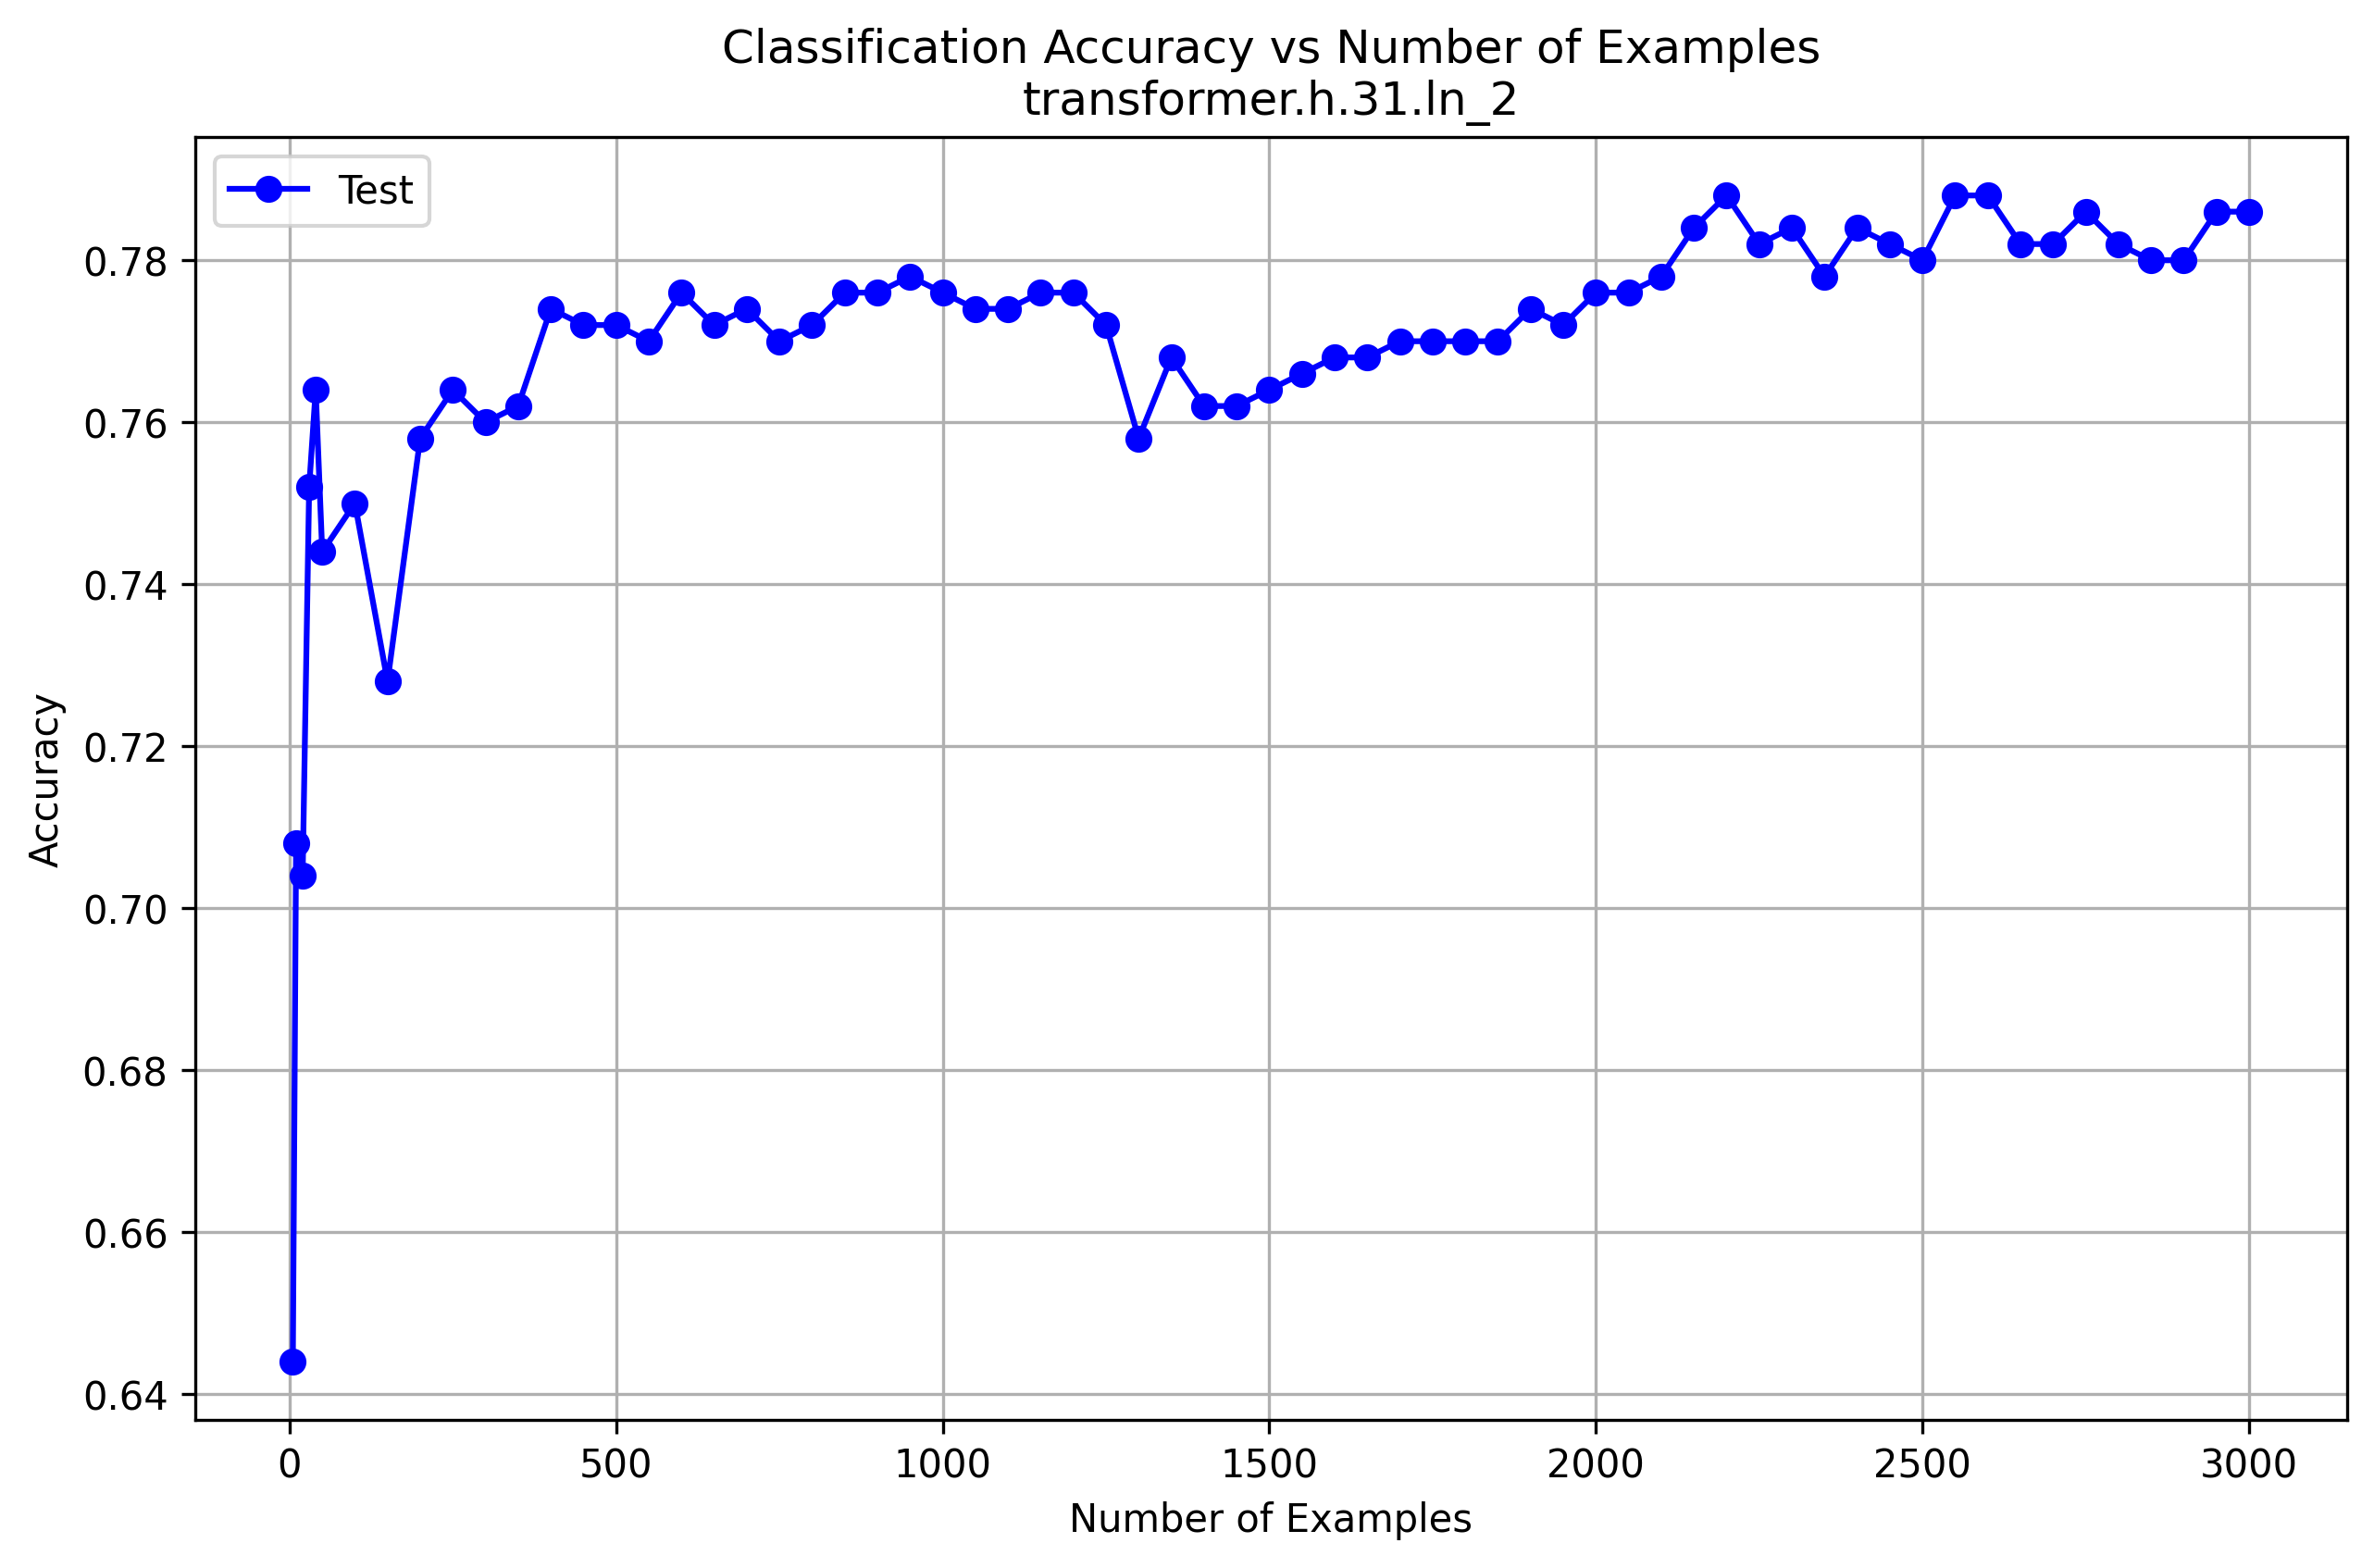 Classification Accuracy vs Number of Examples
transformer.h.31.ln_2
Test
Accuracy
0.78
0.76
0.74
0.72
0.70
0.68
0.66
0.64
0 500 1000 1500 2000 2500 3000
Number of Examples